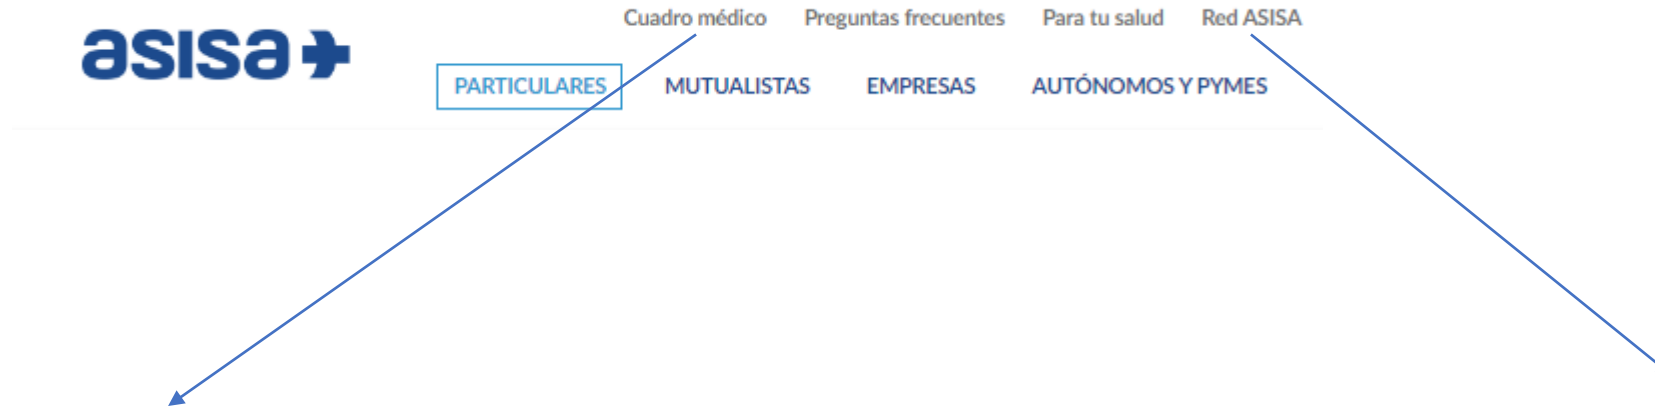 Cuadro médico Preguntas frecuentes Para tu salud Red ASISA
asisa
PARTICULARES MUTUALISTAS EMPRESAS AUTÓNOMOS Y PYMES